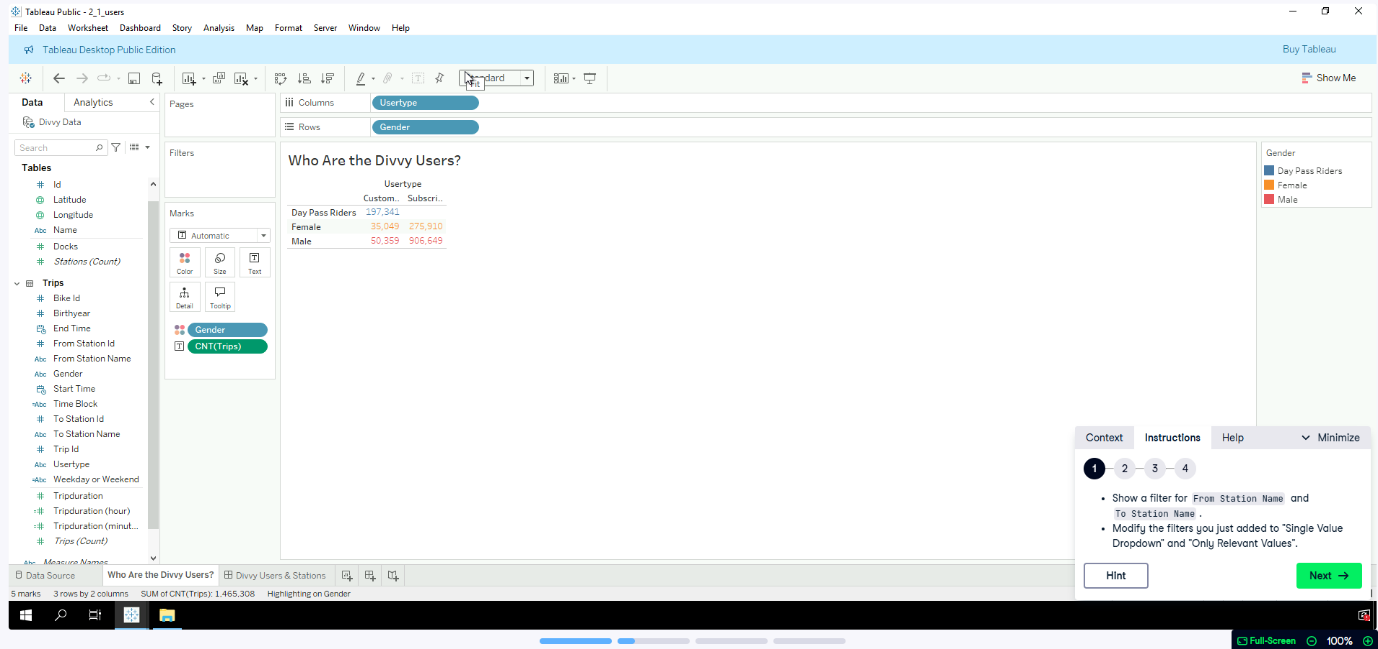 Tableau Public - 2_1_users
File Data Worksheet Dashboard Story Analysis Map Format Server Window Help
Tableau Desktop Public Edition
Buy Tableau
Fit
Show Me
Data
Analytics
Divvy Data
Search
Tables
# Id
Latitude
Longitude
Abc Name
# Docks
# Stations (Count)
Trips
# Bike Id
# Birthyear
End Time
# From Station Id
Abc From Station Name
Abc Gender
Start Time
=Abc Time Block
# To Station Id
Abc To Station Name
# Trip Id
Abc Usertype
=Abc Weekday or Weekend
# Tripduration
=# Tripduration (hour)
=# Tripduration (minut...
# Trips (Count)
Abc Measure Names
Pages
Filters
Marks
T Automatic
Color
Size
Text
Detail
Tooltip
Gender
CNT(Trips)
Columns
Usertype
Rows
Gender
Who Are the Divvy Users?
Usertype
Custom.. Subscri..
Day Pass Riders 197,341
Female 35,049 275,910
Male 50,359 906,649
Gender
Day Pass Riders
Female
Male
Context
Instructions
Help
Minimize
1 2 3 4
• Show a filter for From Station Name and
To Station Name .
• Modify the filters you just added to "Single Value
Dropdown" and "Only Relevant Values".
Hint
Next →
Data Source
Who Are the Divvy Users?
Divvy Users & Stations
5 marks 3 rows by 2 columns SUM of CNT(Trips): 1,465,308 Highlighting on Gender
Full-Screen
100%